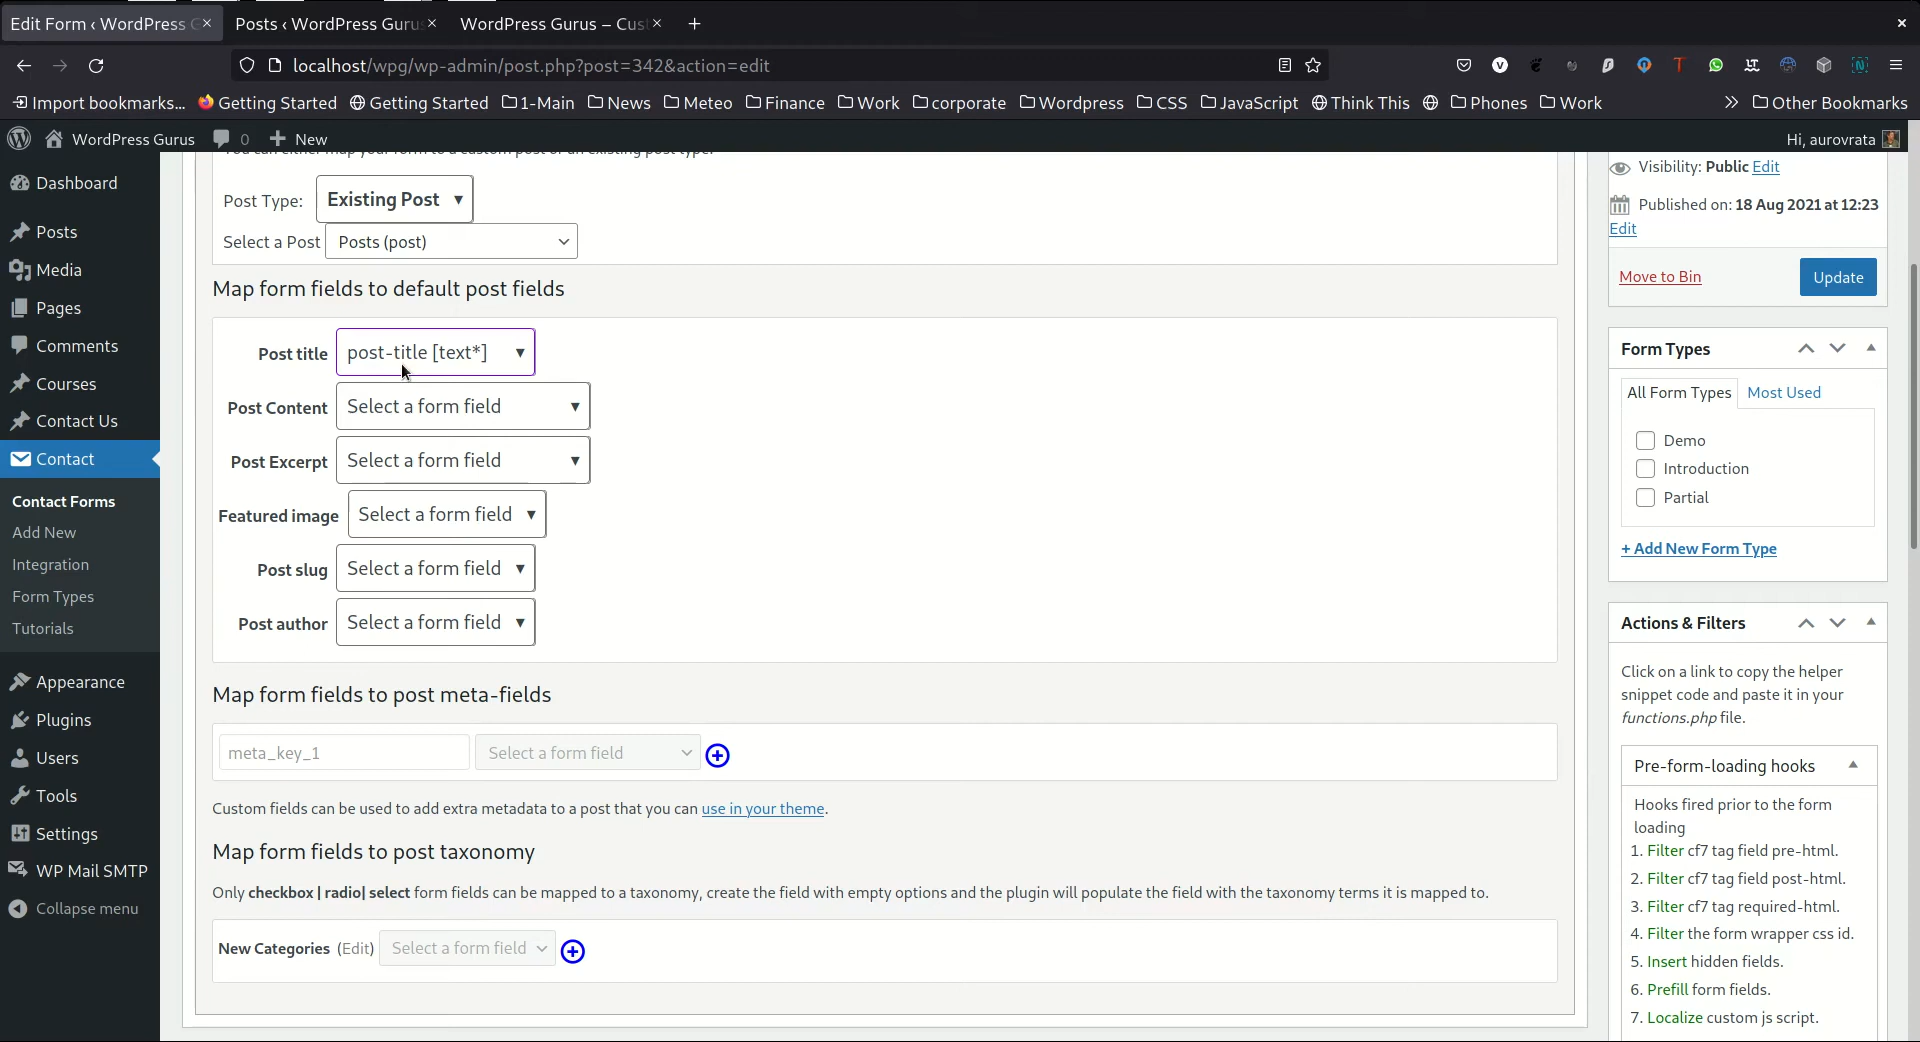 Edit Form ‹ WordPress G
Posts ‹ WordPress Guru
WordPress Gurus – Cus
localhost/wpg/wp-admin/post.php?post=342&action=edit
Import bookmarks...
Getting Started
Getting Started
1-Main
News
Meteo
Finance
Work
corporate
Wordpress
CSS
JavaScript
Think This
Phones
Work
Other Bookmarks
WordPress Gurus
0
New
Hi, aurovrata
Dashboard
Posts
Media
Pages
Comments
Courses
Contact Us
Contact
Contact Forms
Add New
Integration
Form Types
Tutorials
Appearance
Plugins
Users
Tools
Settings
WP Mail SMTP
Collapse menu
You can either map your form to a custom post or an existing post type.
Post Type: Existing Post
Select a Post Posts (post)
Map form fields to default post fields
Post title post-title [text*]
Post Content Select a form field
Post Excerpt Select a form field
Featured image Select a form field
Post slug Select a form field
Post author Select a form field
Map form fields to post meta-fields
meta_key_1 Select a form field
Custom fields can be used to add extra metadata to a post that you can use in your theme.
Map form fields to post taxonomy
Only checkbox | radio| select form fields can be mapped to a taxonomy, create the field with empty options and the plugin will populate the field with the taxonomy terms it is mapped to.
New Categories (Edit) Select a form field
Visibility: Public Edit
Published on: 18 Aug 2021 at 12:23
Edit
Move to Bin
Update
Form Types
All Form Types
Most Used
Demo
Introduction
Partial
+ Add New Form Type
Actions & Filters
Click on a link to copy the helper
snippet code and paste it in your
functions.php file.
Pre-form-loading hooks
Hooks fired prior to the form
loading
1. Filter cf7 tag field pre-html.
2. Filter cf7 tag field post-html.
3. Filter cf7 tag required-html.
4. Filter the form wrapper css id.
5. Insert hidden fields.
6. Prefill form fields.
7. Localize custom js script.